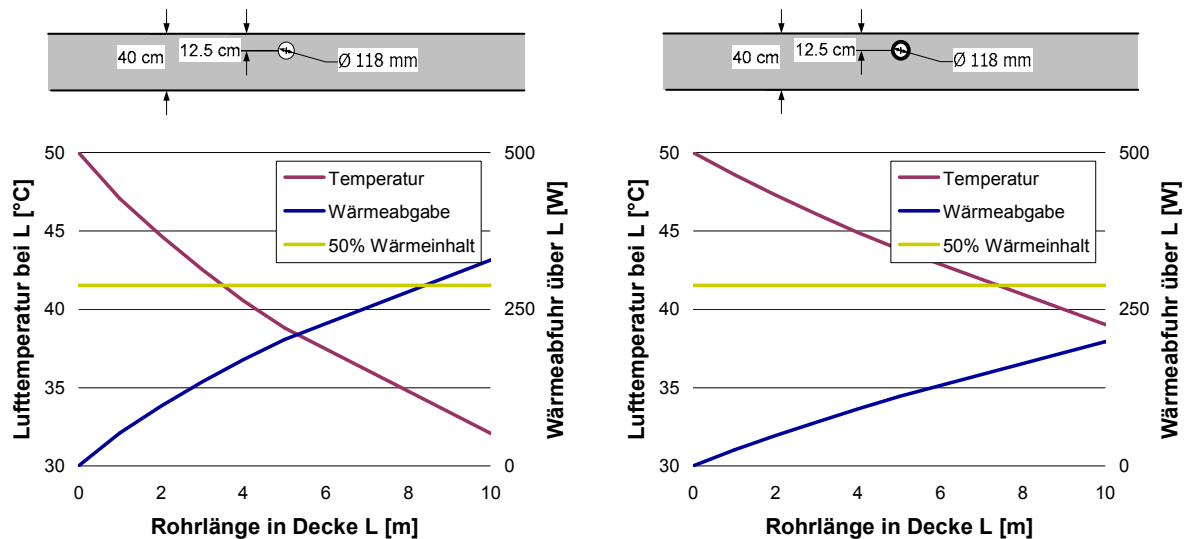 40 cm
12.5 cm
Ø 118 mm
50
45
40
35
30
Lufttemperatur bei L [°C]
Temperatur
Wärmeabgabe
50% Wärmeinhalt
500
250
0
Wärmeabfuhr über L [W]
0 2 4 6 8 10
Rohrlänge in Decke L [m]
40 cm
12.5 cm
Ø 118 mm
50
45
40
35
30
Lufttemperatur bei L [°C]
Temperatur
Wärmeabgabe
50% Wärmeinhalt
500
250
0
Wärmeabfuhr über L [W]
0 2 4 6 8 10
Rohrlänge in Decke L [m]